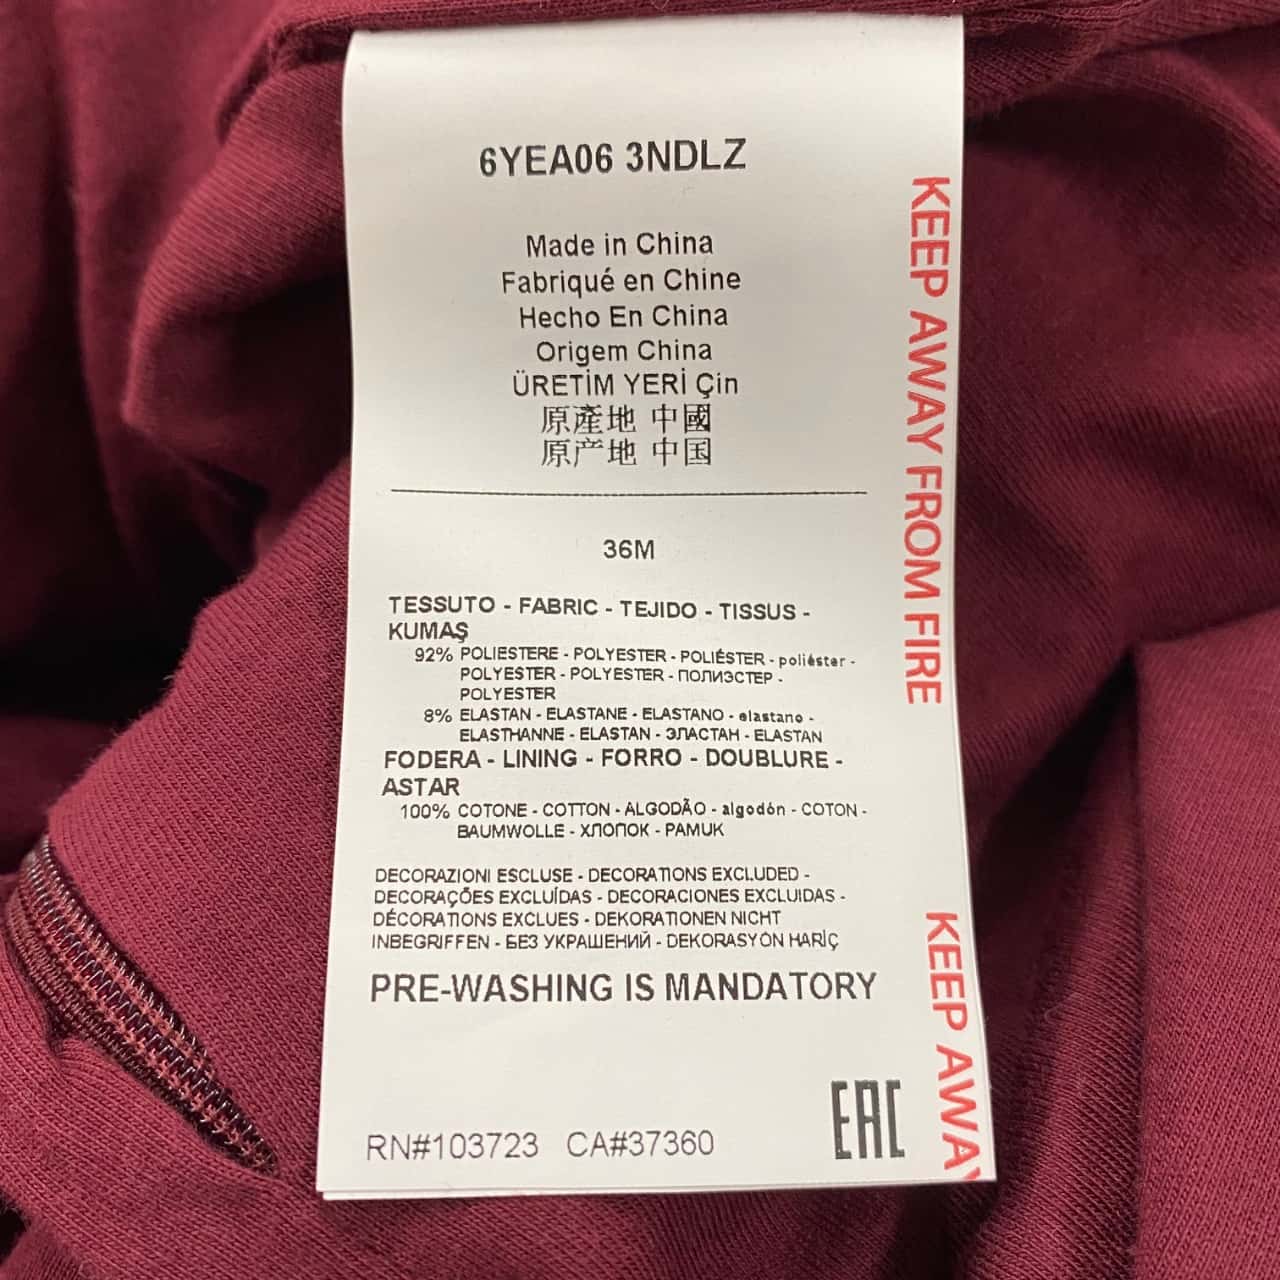 6YEA06 3NDLZ
Made in China
Fabriqué en Chine
Hecho En China
Origem China
ÜRETİM YERİ Çin
原產地 中國
原产地 中国
36M
TESSUTO - FABRIC - TEJIDO - TISSUS -
KUMAŞ
92% POLIESTERE - POLYESTER - POLIÉSTER - poliéster -
POLYESTER - POLYESTER - ПОЛИЭСТЕР -
POLYESTER
8% ELASTAN - ELASTANE - ELASTANO - elastano -
ELASTHANNE - ELASTAN - ЭЛАСТАН - ELASTAN
FODERA - LINING - FORRO - DOUBLURE -
ASTAR
100% COTONE - COTTON - ALGODÃO - algodón - COTON -
BAUMWOLLE - ХЛОПОК - PAMUK
DECORAZIONI ESCLUSE - DECORATIONS EXCLUDED -
DECORAÇÕES EXCLUÍDAS - DECORACIONES EXCLUIDAS -
DÉCORATIONS EXCLUES - DEKORATIONEN NICHT
INBEGRIFFEN - БЕЗ УКРАШЕНИЙ - DEKORASYON HARİÇ
PRE-WASHING IS MANDATORY
EAC
RN#103723 CA#37360
KEEP AWAY FROM FIRE
KEEP AWAY